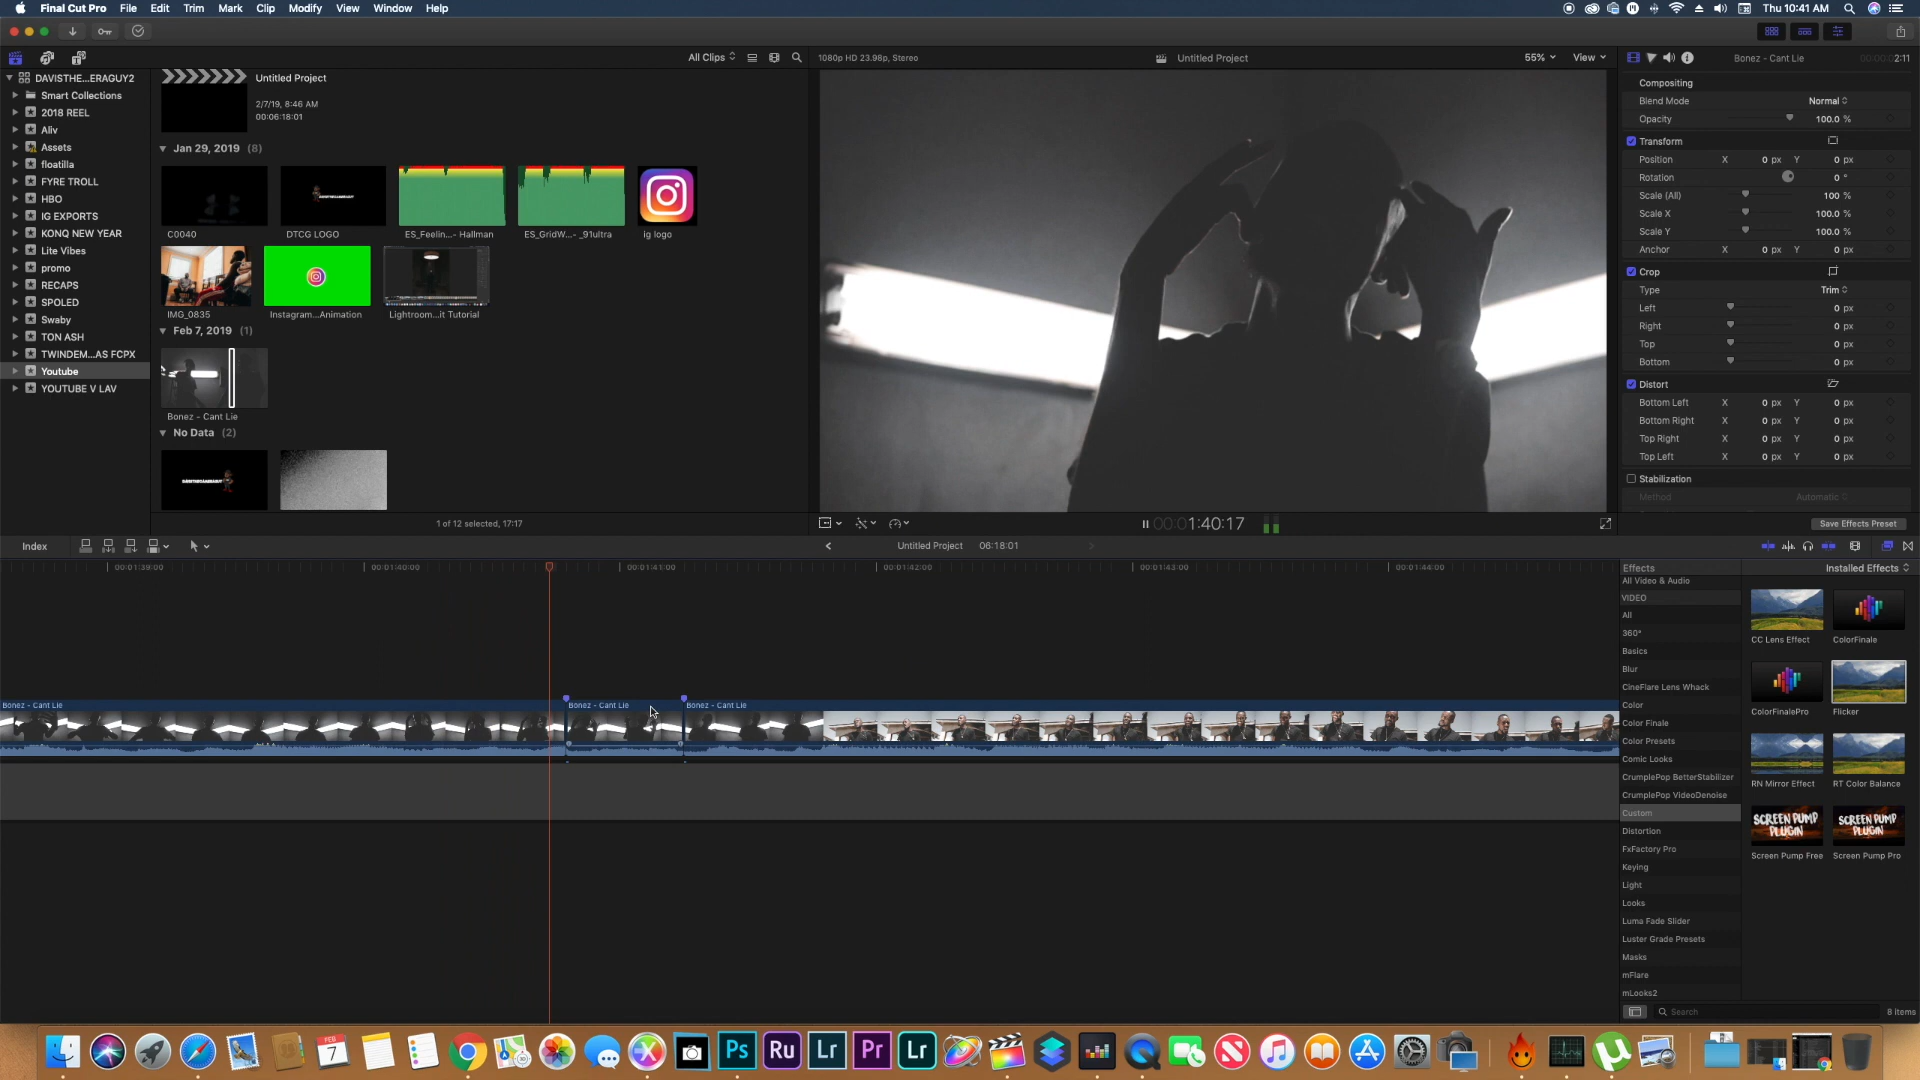 Final Cut Pro File Edit Trim Mark Clip Modify View Window Help
Thu 10:41 AM
All Clips
1080p HD 23.98p, Stereo
Untitled Project
55%
View
Bonez - Cant Lie
2:11
DAVISTHE...ERAGUY2
Smart Collections
2018 REEL
Aliv
Assets
floatilla
FYRE TROLL
HBO
IG EXPORTS
KONQ NEW YEAR
Lite Vibes
promo
RECAPS
SPOLED
Swaby
TON ASH
TWINDEM...AS FCPX
Youtube
YOUTUBE V LAV
Untitled Project
2/7/19, 8:46 AM
00:06:18:01
Jan 29, 2019 (8)
C0040
DTCG LOGO
ES_Feelin...- Hallman
ES_GridW...- _91ultra
ig logo
IMG_0835
Instagram...Animation
Lightroom...it Tutorial
Feb 7, 2019 (1)
Bonez - Cant Lie
No Data (2)
1 of 12 selected, 17:17
00:01:40:17
Compositing
Blend Mode Normal
Opacity 100.0 %
Transform
Position X 0 px Y 0 px
Rotation 0 °
Scale (All) 100 %
Scale X 100.0 %
Scale Y 100.0 %
Anchor X 0 px Y 0 px
Crop
Type Trim
Left 0 px
Right 0 px
Top 0 px
Bottom 0 px
Distort
Bottom Left X 0 px Y 0 px
Bottom Right X 0 px Y 0 px
Top Right X 0 px Y 0 px
Top Left X 0 px Y 0 px
Stabilization
Method Automatic
Save Effects Preset
Index
Untitled Project 06:18:01
00:01:39:00 00:01:40:00 00:01:41:00 00:01:42:00 00:01:43:00 00:01:44:00
Bonez - Cant Lie
Bonez - Cant Lie
Bonez - Cant Lie
Effects
Installed Effects
All Video & Audio
VIDEO
All
360°
Basics
Blur
CineFlare Lens Whack
Color
Color Finale
Color Presets
Comic Looks
CrumplePop BetterStabilizer
CrumplePop VideoDenoise
Custom
Distortion
FxFactory Pro
Keying
Light
Looks
Luma Fade Slider
Luster Grade Presets
Masks
mFlare
mLooks2
CC Lens Effect
ColorFinale
ColorFinalePro
Flicker
RN Mirror Effect
RT Color Balance
SCREEN PUMP
PLUGIN
SCREEN PUMP
PLUGIN
Screen Pump Free
Screen Pump Pro
Search
8 items
FEB
7
Ps
Ru
Lr
Pr
Lr